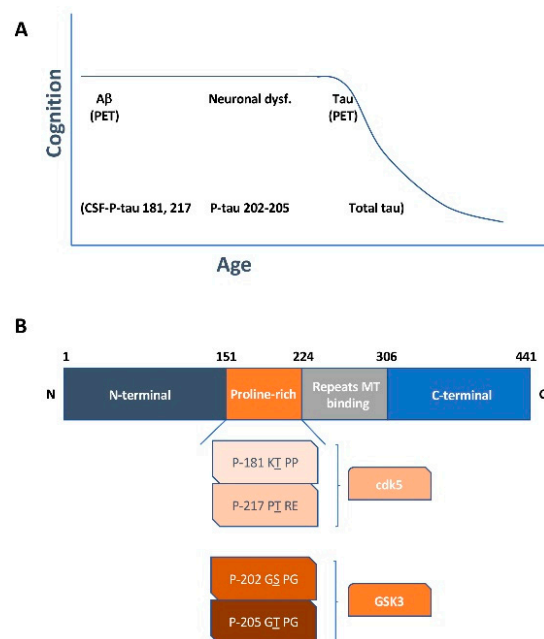 A
Cognition
Aβ
(PET)
Neuronal dysf.
Tau
(PET)
(CSF-P-tau 181, 217
P-tau 202-205
Total tau)
Age
B
1
151
224
306
441
N
N-terminal
Proline-rich
Repeats MT
binding
C-terminal
P-181 KT PP
P-217 PT RE
cdk5
P-202 GS PG
P-205 GT PG
GSK3